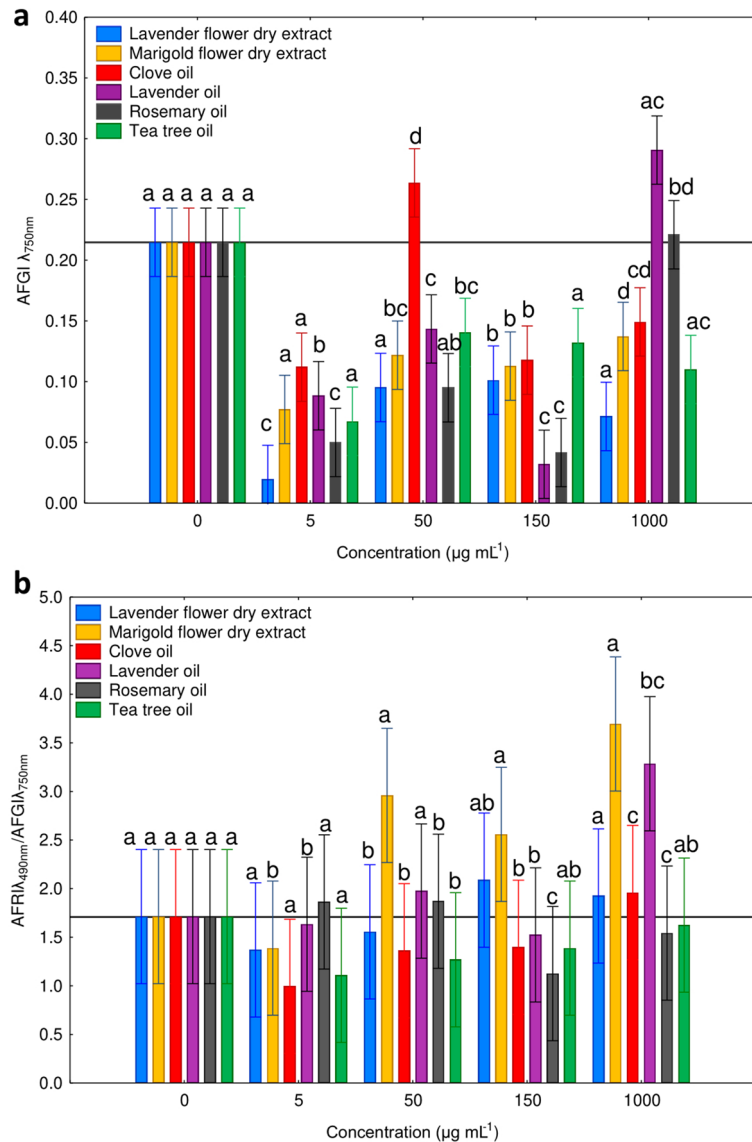 a
0.40
0.35
0.30
0.25
0.20
0.15
0.10
0.05
0.00
AFGI λ750nm
Lavender flower dry extract
Marigold flower dry extract
Clove oil
Lavender oil
Rosemary oil
Tea tree oil
a a a a a a
c a a b c a
a bc d c ab bc
b b a c c a
a d cd ac bd ac
0 5 50 150 1000
Concentration (µg mL-1)
b
5.0
4.5
4.0
3.5
3.0
2.5
2.0
1.5
1.0
0.5
0.0
AFRIλ490nm/AFGIλ750nm
Lavender flower dry extract
Marigold flower dry extract
Clove oil
Lavender oil
Rosemary oil
Tea tree oil
a a a a a a
a b a b a a
b a b a b b
ab a b b c ab
a a c bc c ab
0 5 50 150 1000
Concentration (µg mL-1)